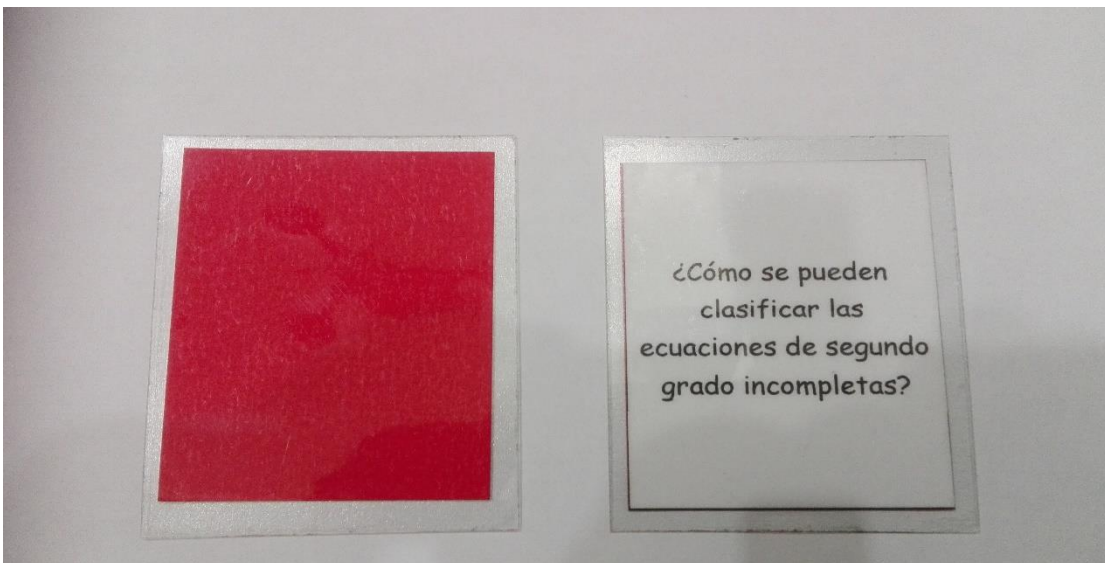 ¿Cómo se pueden
clasificar las
ecuaciones de segundo
grado incompletas?